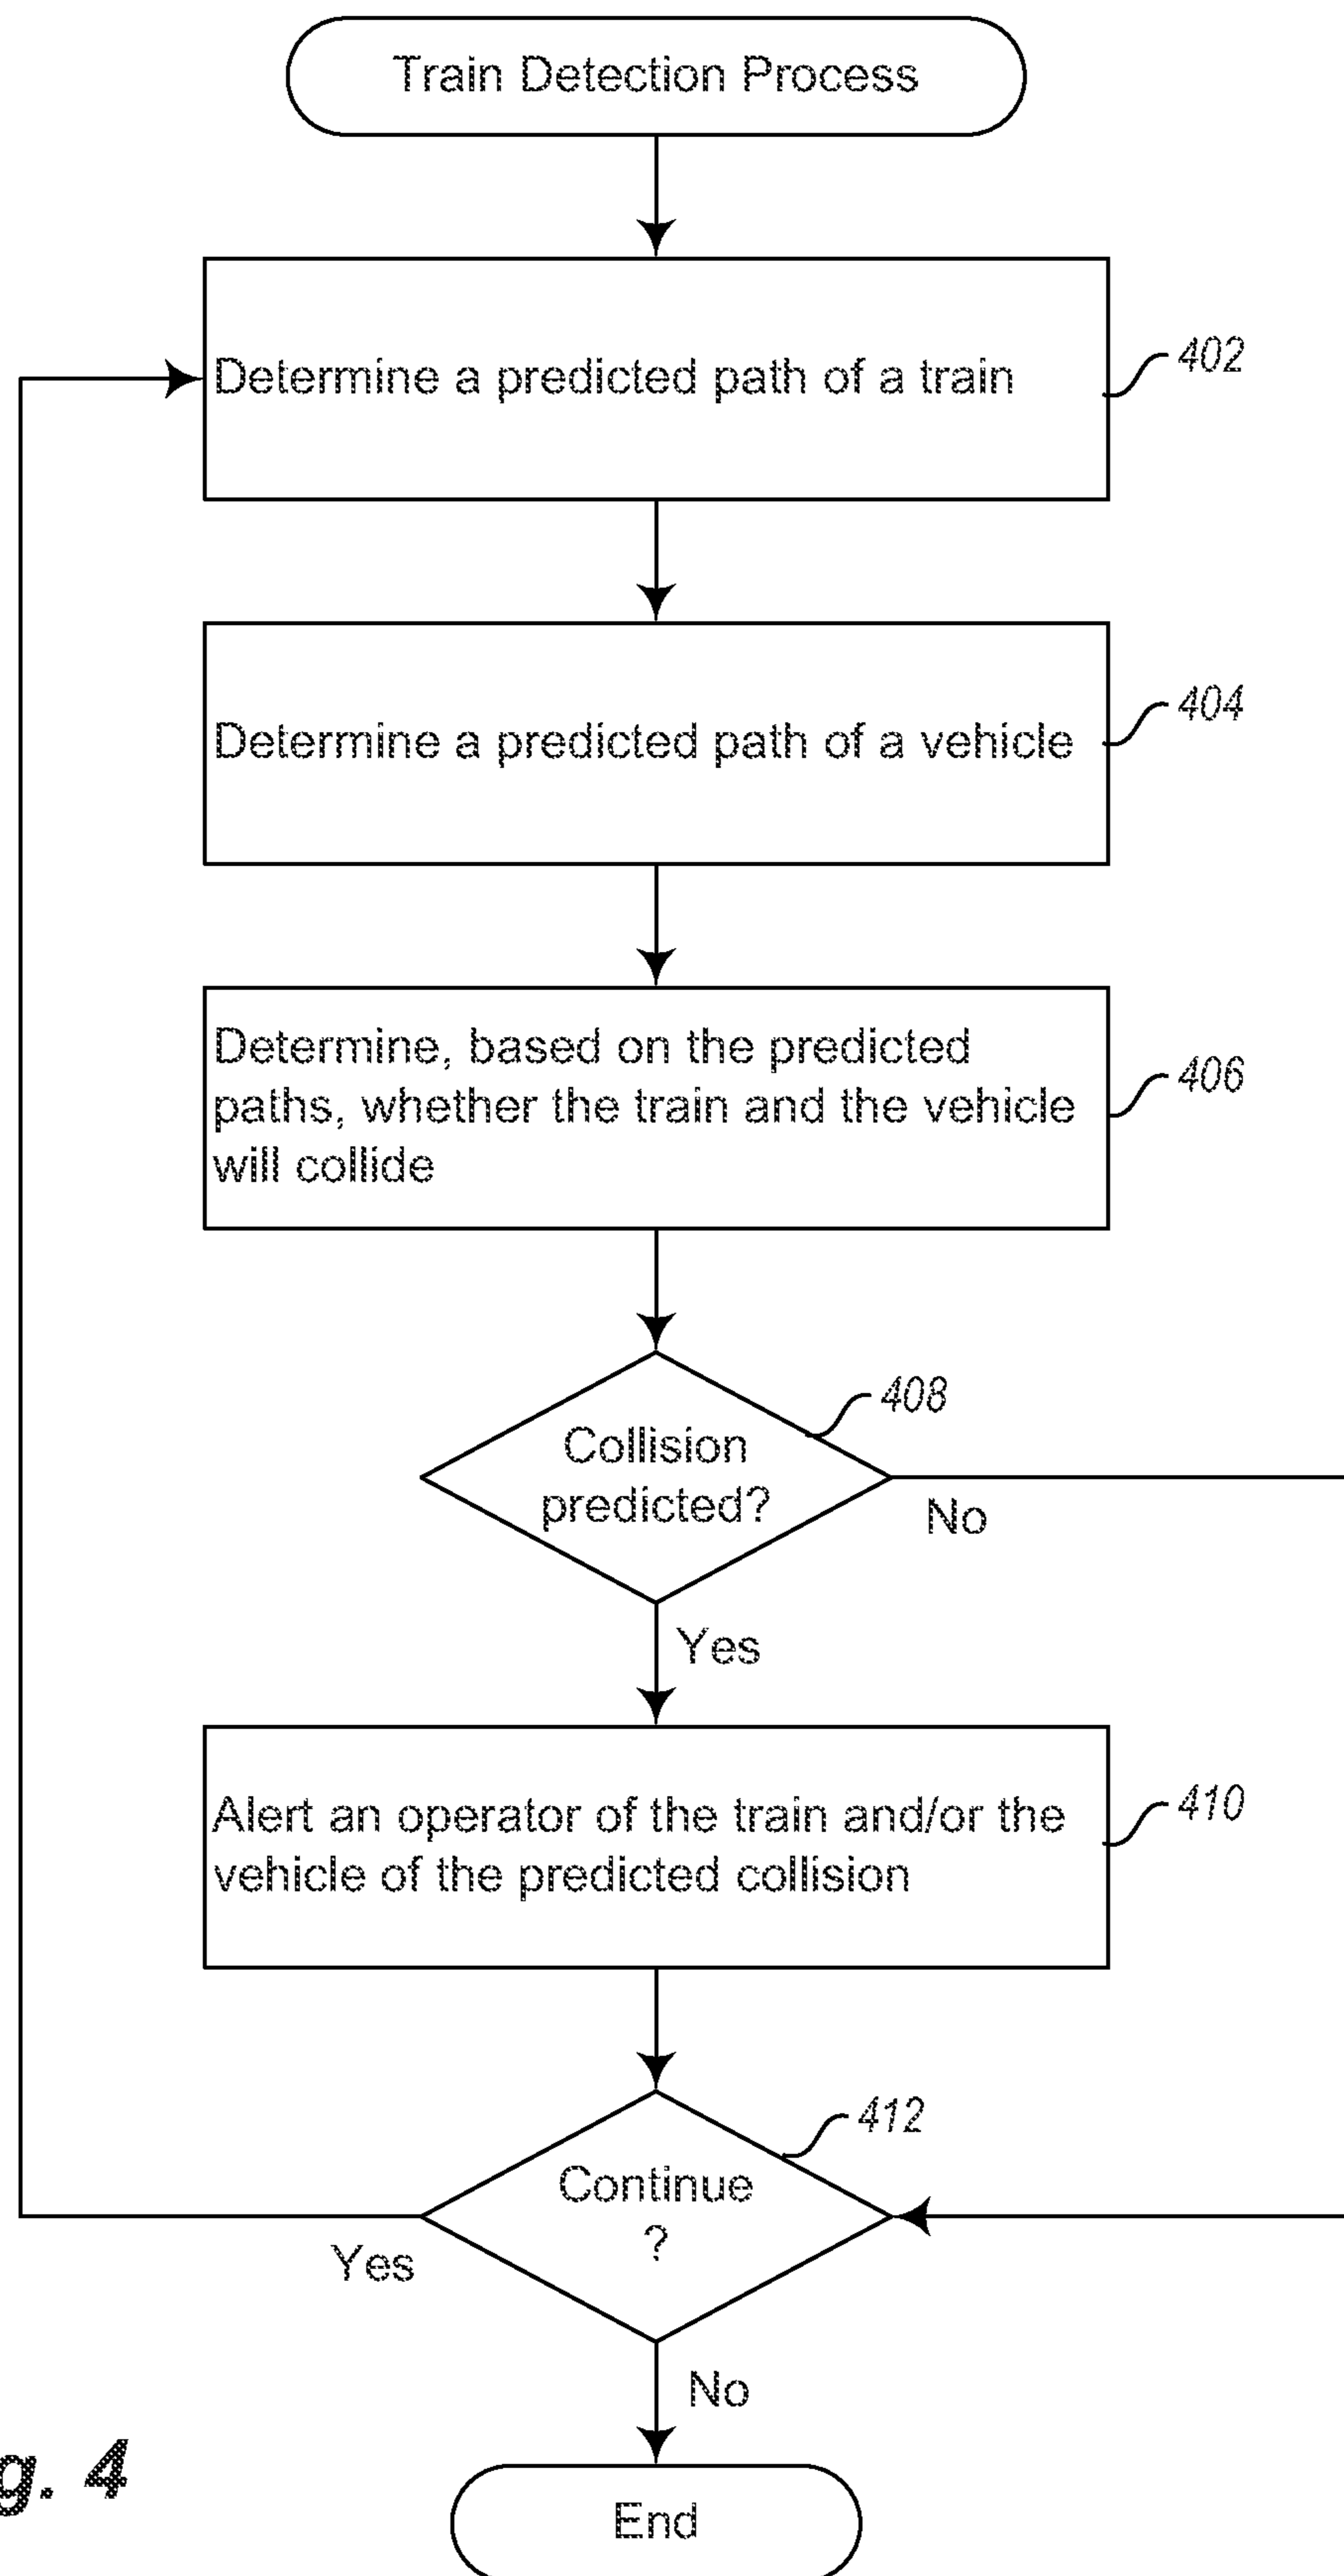 Train Detection Process
Determine a predicted path of a train
402
Determine a predicted path of a vehicle
404
Determine, based on the predicted
paths, whether the train and the vehicle
will collide
406
408
Collision
predicted?
No
Yes
Alert an operator of the train and/or the
vehicle of the predicted collision
410
412
Continue
?
Yes
No
g. 4
End